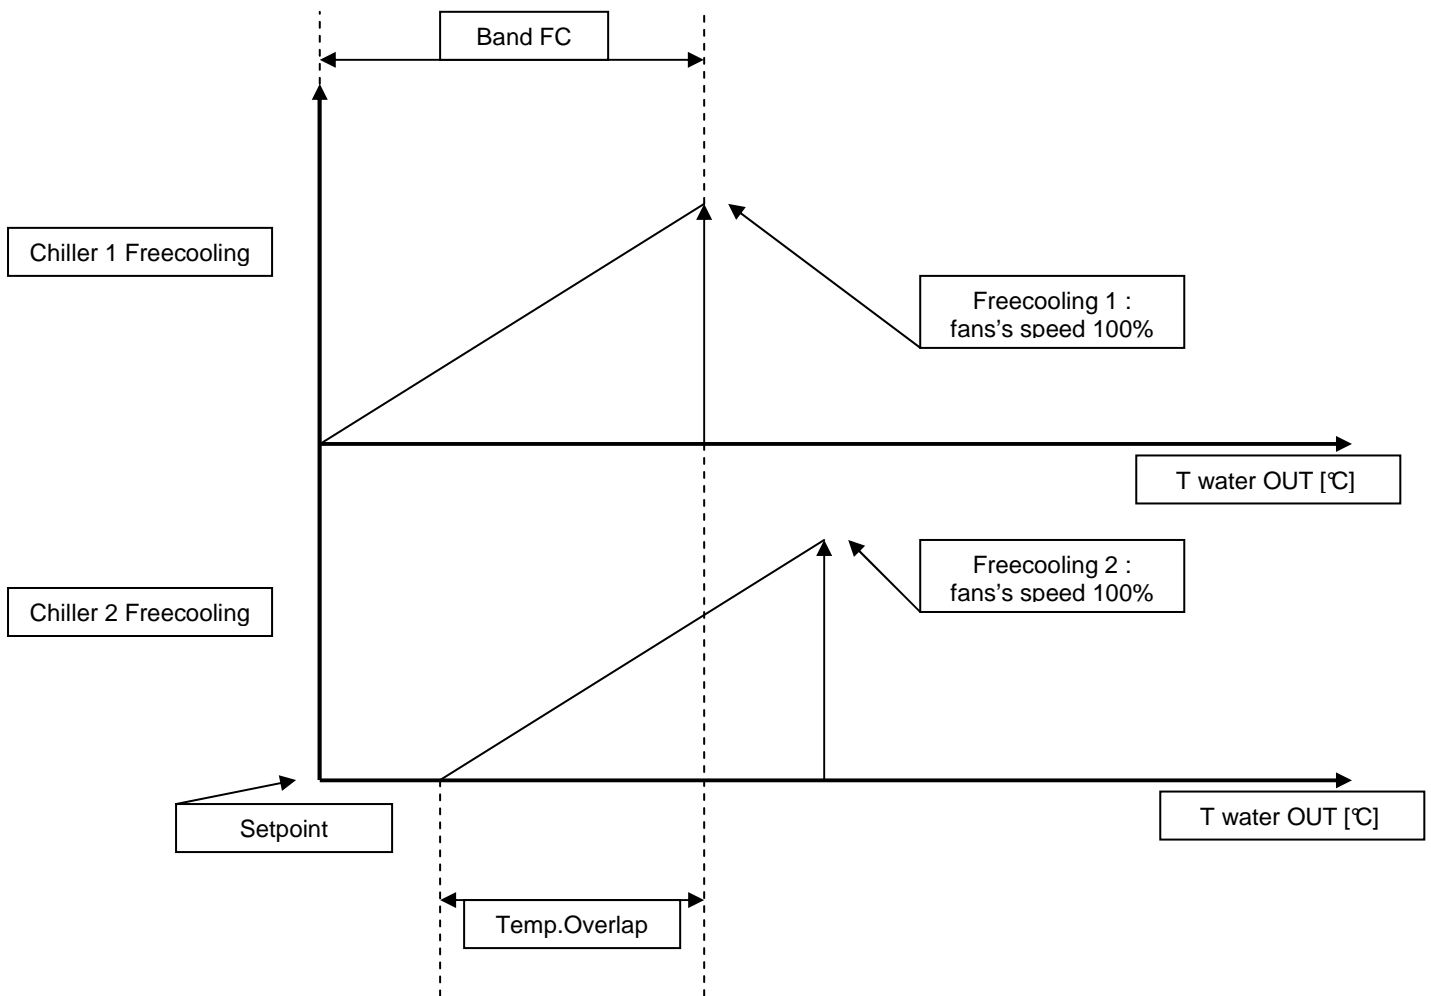 Band FC
Chiller 1 Freecooling
Freecooling 1 :
fans's speed 100%
T water OUT [°C]
Freecooling 2 :
fans's speed 100%
Chiller 2 Freecooling
Setpoint
T water OUT [°C]
Temp.Overlap